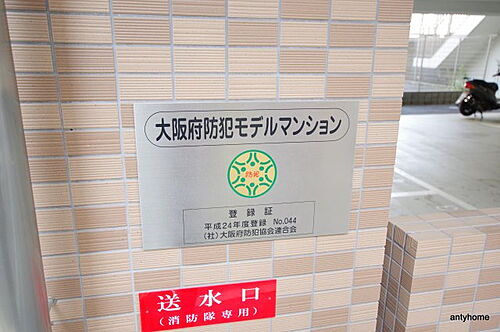 大阪府防犯モデルマンション
防犯
登録証
平成24年度登録 No.044
(社)大阪府防犯協会連合会
送水口
(消防隊専用)
antyhome